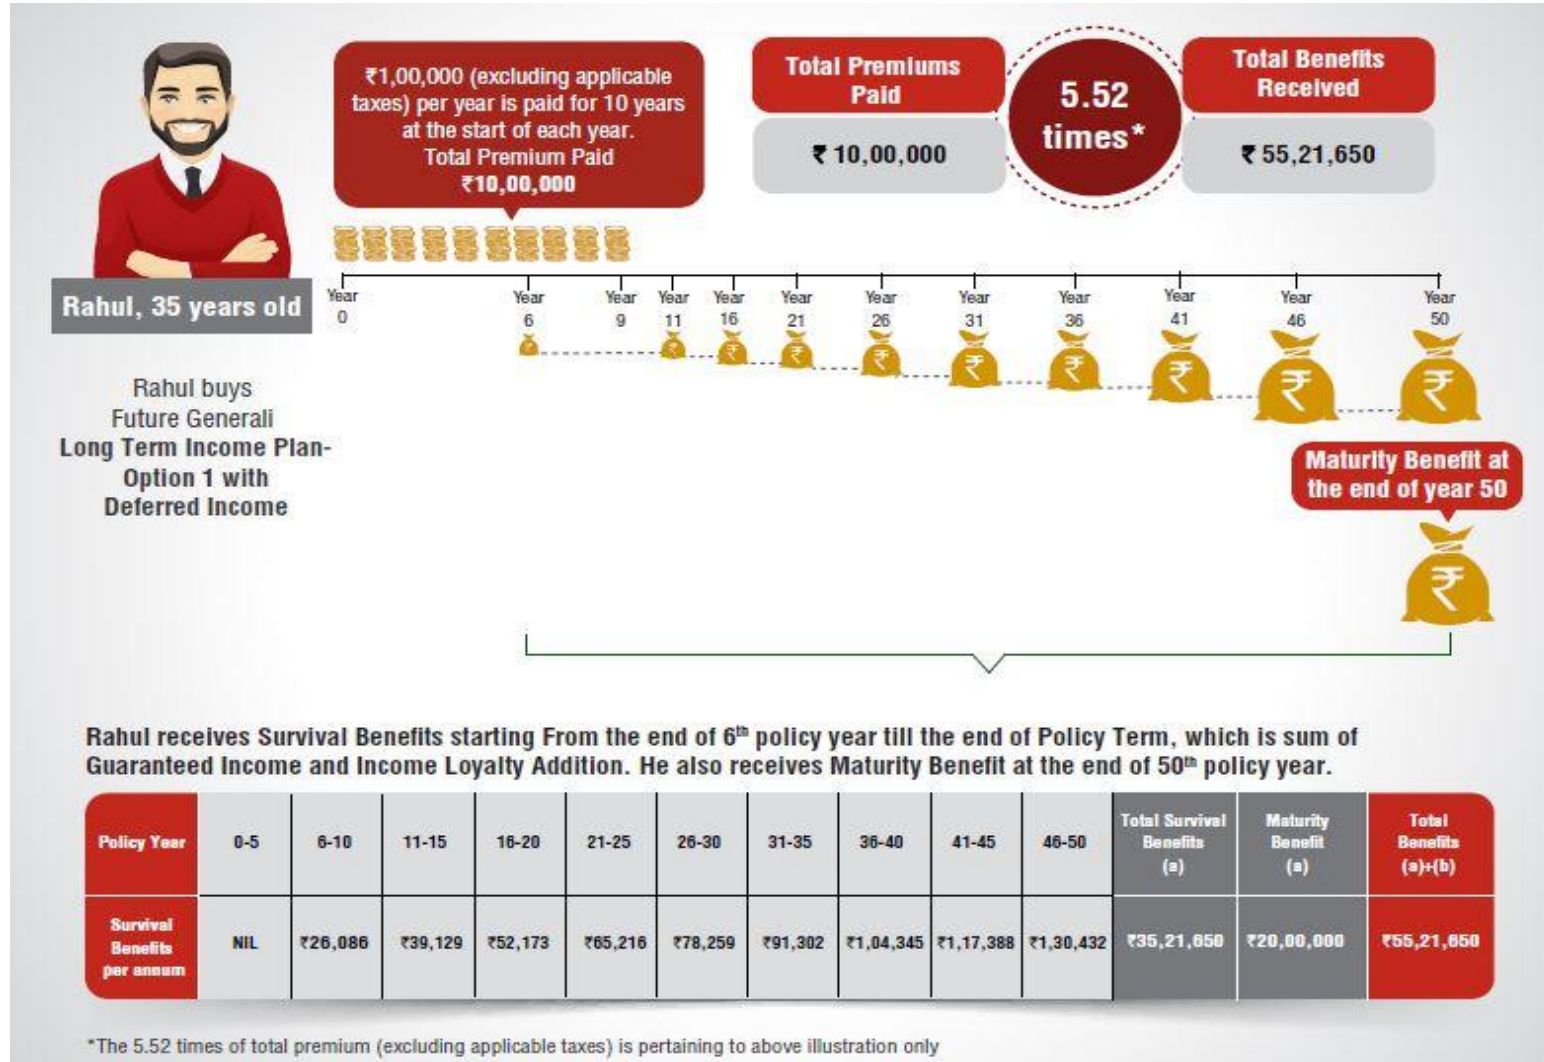 ₹1,00,000 (excluding applicable
taxes) per year is paid for 10 years
at the start of each year.
Total Premium Paid
₹10,00,000
Total Premiums
Paid
₹ 10,00,000
5.52
times*
Total Benefits
Received
₹ 55,21,650
Rahul, 35 years old
Year
0
Year
6
Year
9
Year
11
Year
16
Year
21
Year
26
Year
31
Year
36
Year
41
Year
46
Year
50
₹
₹
₹
₹
₹
₹
₹
₹
₹
₹
Rahul buys
Future Generali
Long Term Income Plan-
Option 1 with
Deferred Income
Maturity Benefit at
the end of year 50
₹
Rahul receives Survival Benefits starting From the end of 6th policy year till the end of Policy Term, which is sum of
Guaranteed Income and Income Loyalty Addition. He also receives Maturity Benefit at the end of 50th policy year.
Policy Year
0-5
6-10
11-15
16-20
21-25
26-30
31-35
36-40
41-45
46-50
Total Survival
Benefits
(a)
Maturity
Benefit
(a)
Total
Benefits
(a)+(b)
Survival
Benefits
per annum
NIL
₹26,086
₹39,129
₹52,173
₹65,216
₹78,259
₹91,302
₹1,04,345
₹1,17,388
₹1,30,432
₹35,21,650
₹20,00,000
₹55,21,650
*The 5.52 times of total premium (excluding applicable taxes) is pertaining to above illustration only